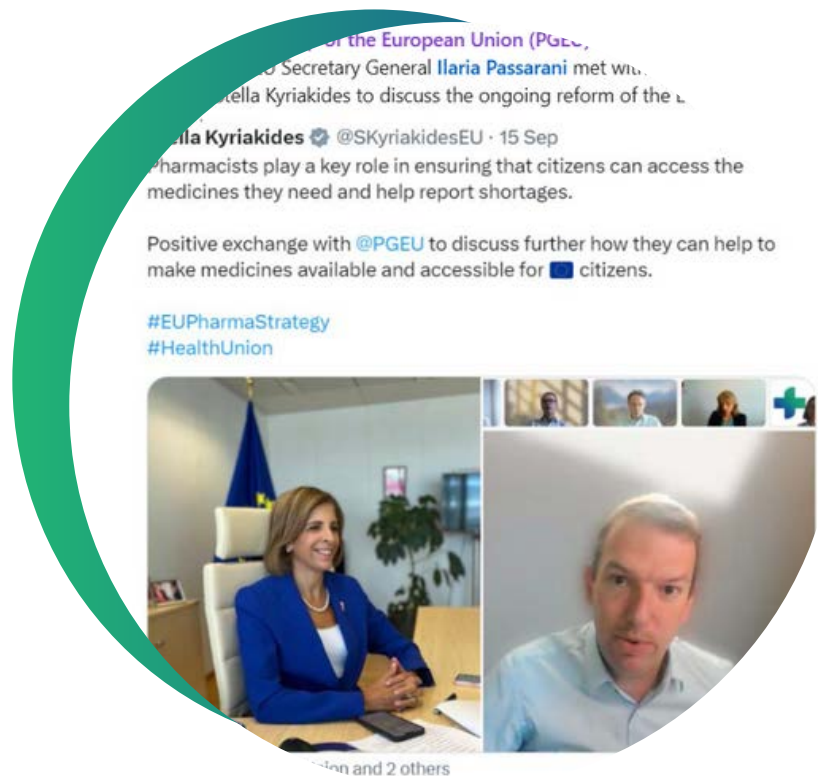 of the European Union (PGEU)
Secretary General Ilaria Passarani met with
Stella Kyriakides to discuss the ongoing reform of the
Stella Kyriakides @SKyriakidesEU · 15 Sep
Pharmacists play a key role in ensuring that citizens can access the
medicines they need and help report shortages.
Positive exchange with @PGEU to discuss further how they can help to
make medicines available and accessible for 🇪🇺 citizens.
#EUPharmaStrategy
#HealthUnion
and 2 others